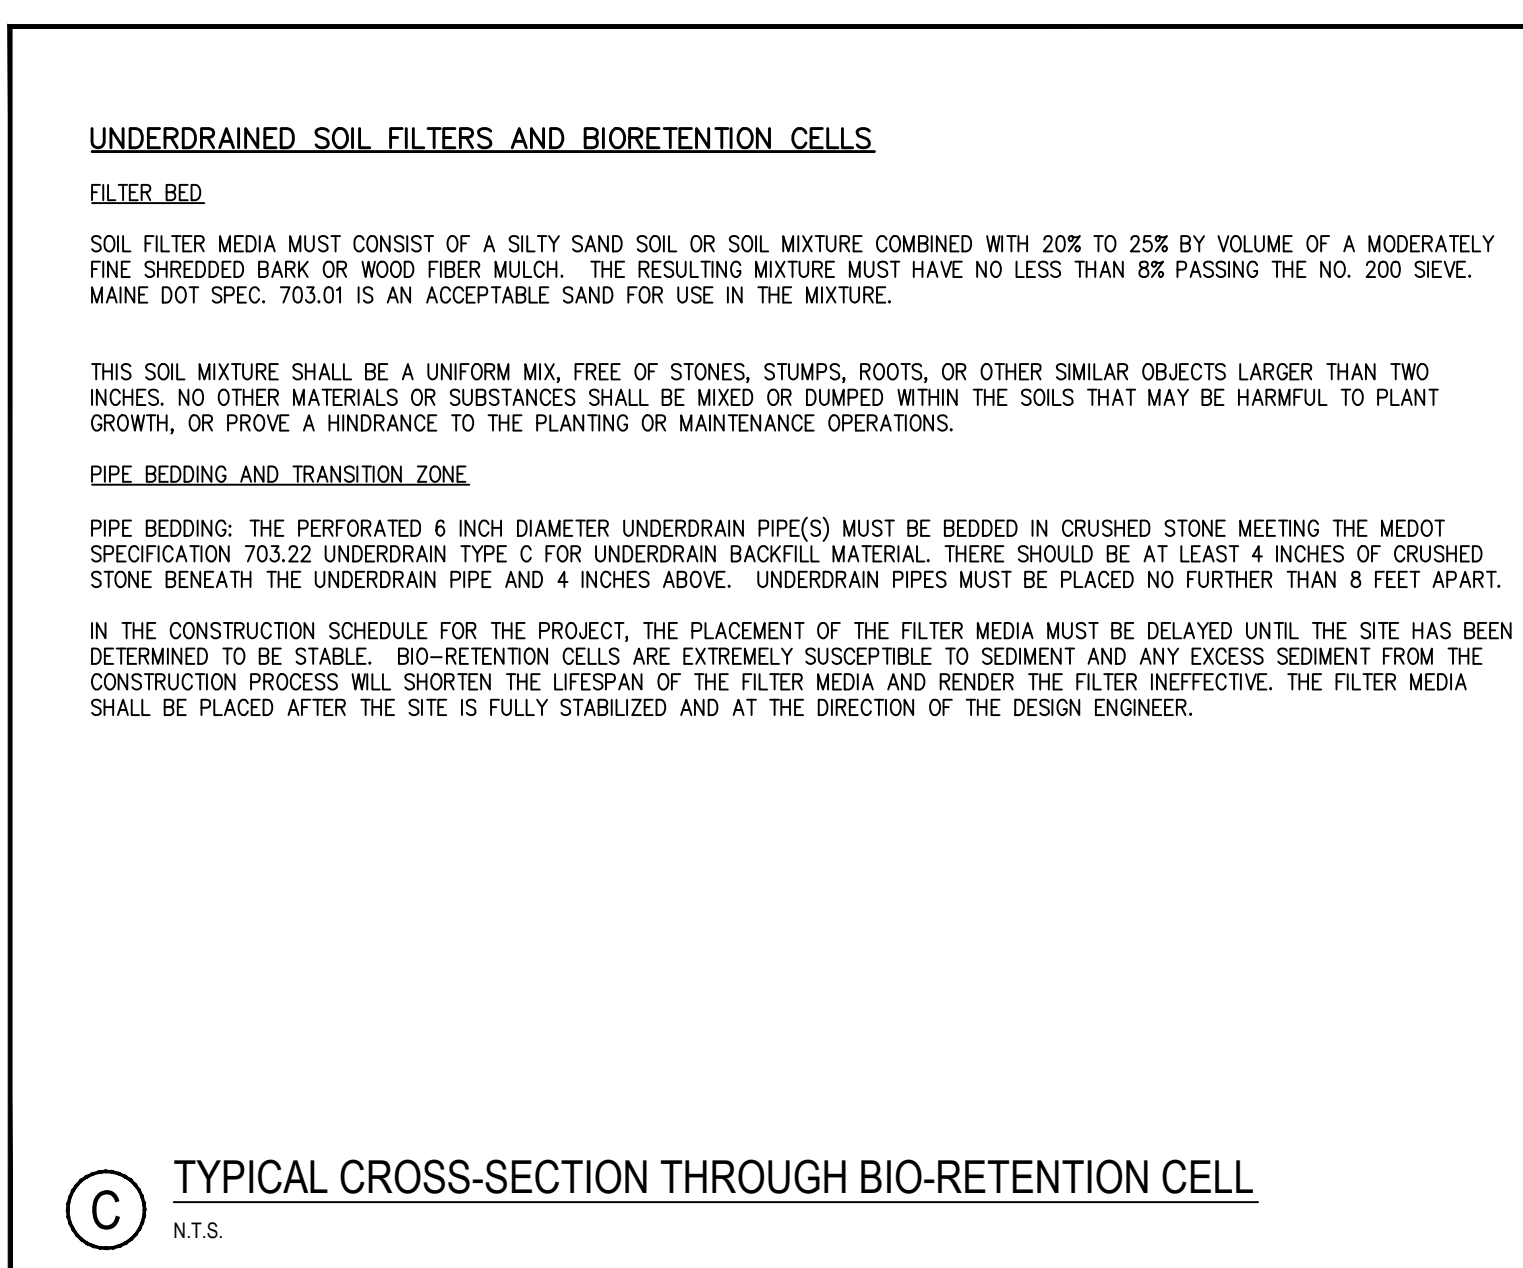 UNDERDRAINED SOIL FILTERS AND BIORETENTION CELLS
FILTER BED
SOIL FILTER MEDIA MUST CONSIST OF A SILTY SAND SOIL OR SOIL MIXTURE COMBINED WITH 20% TO 25% BY VOLUME OF A MODERATELY
FINE SHREDDED BARK OR WOOD FIBER MULCH. THE RESULTING MIXTURE MUST HAVE NO LESS THAN 8% PASSING THE NO. 200 SIEVE.
MAINE DOT SPEC. 703.01 IS AN ACCEPTABLE SAND FOR USE IN THE MIXTURE.
THIS SOIL MIXTURE SHALL BE A UNIFORM MIX, FREE OF STONES, STUMPS, ROOTS, OR OTHER SIMILAR OBJECTS LARGER THAN TWO
INCHES. NO OTHER MATERIALS OR SUBSTANCES SHALL BE MIXED OR DUMPED WITHIN THE SOILS THAT MAY BE HARMFUL TO PLANT
GROWTH, OR PROVE A HINDRANCE TO THE PLANTING OR MAINTENANCE OPERATIONS.
PIPE BEDDING AND TRANSITION ZONE
PIPE BEDDING: THE PERFORATED 6 INCH DIAMETER UNDERDRAIN PIPE(S) MUST BE BEDDED IN CRUSHED STONE MEETING THE MEDOT
SPECIFICATION 703.22 UNDERDRAIN TYPE C FOR UNDERDRAIN BACKFILL MATERIAL. THERE SHOULD BE AT LEAST 4 INCHES OF CRUSHED
STONE BENEATH THE UNDERDRAIN PIPE AND 4 INCHES ABOVE. UNDERDRAIN PIPES MUST BE PLACED NO FURTHER THAN 8 FEET APART.
IN THE CONSTRUCTION SCHEDULE FOR THE PROJECT, THE PLACEMENT OF THE FILTER MEDIA MUST BE DELAYED UNTIL THE SITE HAS BEEN
DETERMINED TO BE STABLE. BIO-RETENTION CELLS ARE EXTREMELY SUSCEPTIBLE TO SEDIMENT AND ANY EXCESS SEDIMENT FROM THE
CONSTRUCTION PROCESS WILL SHORTEN THE LIFESPAN OF THE FILTER MEDIA AND RENDER THE FILTER INEFFECTIVE. THE FILTER MEDIA
SHALL BE PLACED AFTER THE SITE IS FULLY STABILIZED AND AT THE DIRECTION OF THE DESIGN ENGINEER.
C
TYPICAL CROSS-SECTION THROUGH BIO-RETENTION CELL
N.T.S.